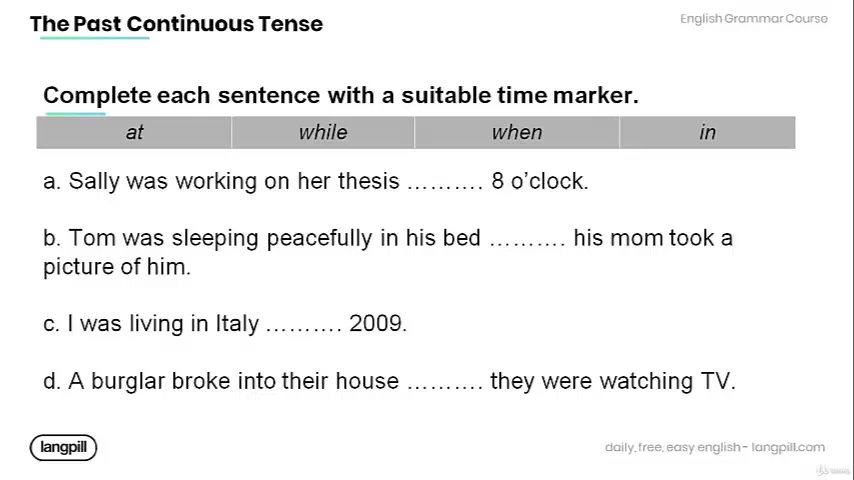 The Past Continuous Tense
English Grammar Course
Complete each sentence with a suitable time marker.
at while when in
a. Sally was working on her thesis ………. 8 o’clock.
b. Tom was sleeping peacefully in his bed ………. his mom took a
picture of him.
c. I was living in Italy ………. 2009.
d. A burglar broke into their house ………. they were watching TV.
langpill
daily, free, easy english - langpill.com